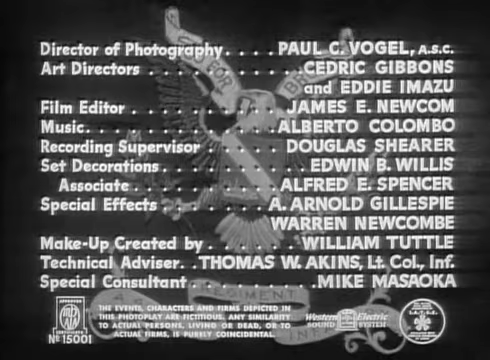 Director of Photography . . . . PAUL C. VOGEL, A.S.C.
Art Directors . . . . . . . . . . . . CEDRIC GIBBONS
and EDDIE IMAZU
Film Editor . . . . . . . . . . . JAMES E. NEWCOM
Music . . . . . . . . . . . . . . ALBERTO COLOMBO
Recording Supervisor . . . . . DOUGLAS SHEARER
Set Decorations . . . . . . . . . . EDWIN B. WILLIS
Associate . . . . . . . . . . ALFRED E. SPENCER
Special Effects . . . . . . . . A. ARNOLD GILLESPIE
WARREN NEWCOMBE
Make-Up Created by . . . . . . . WILLIAM TUTTLE
Technical Adviser . . THOMAS W. AKINS, Lt. Col., Inf.
Special Consultant . . . . . . . . . . MIKE MASAOKA
REGIMENT
APPROVED
Nº 15001
THE EVENTS, CHARACTERS AND FIRMS DEPICTED IN
THIS PHOTOPLAY ARE FICTITIOUS. ANY SIMILARITY
TO ACTUAL PERSONS, LIVING OR DEAD, OR TO
ACTUAL FIRMS, IS PURELY COINCIDENTAL.
Western Electric
SOUND SYSTEM
I.A.T.S.E.